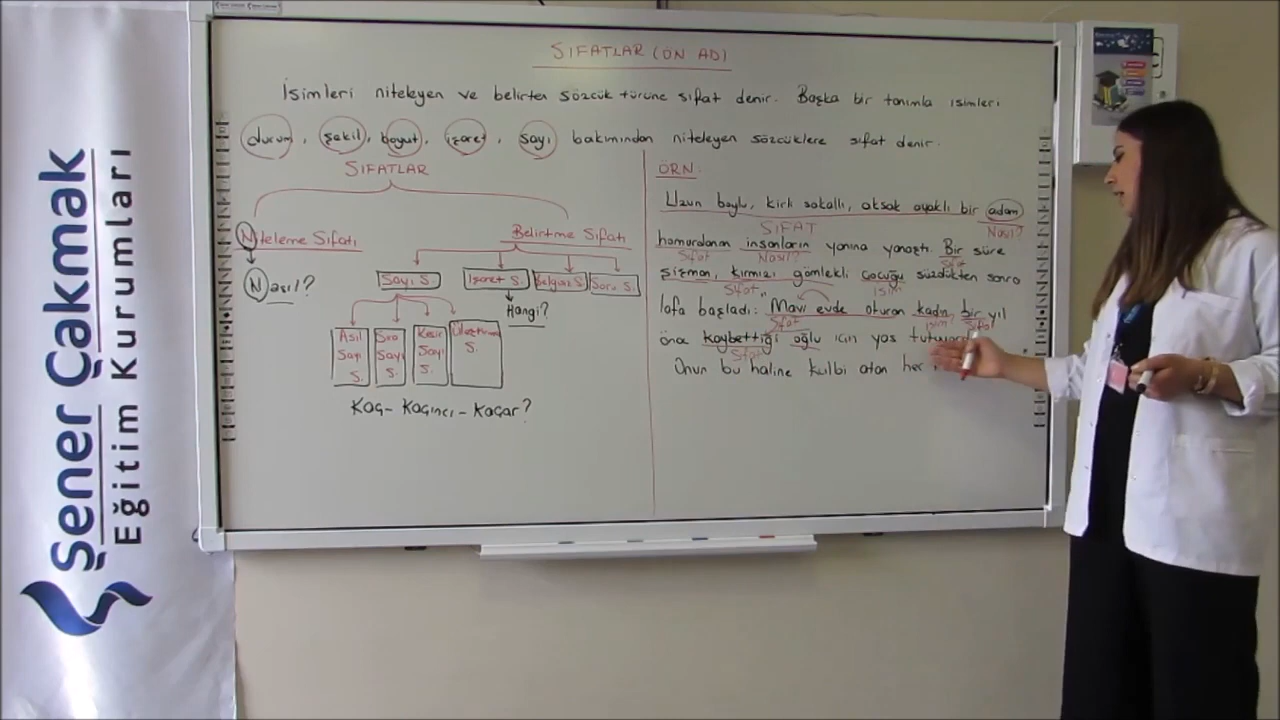 Şener Çakmak
Eğitim Kurumları
SIFATLAR (ÖN AD)
İsimleri niteleyen ve belirten sözcük türüne sıfat denir. Başka bir tanımla isimleri
durum, şekil, boyut, işaret, sayı bakımından niteleyen sözcüklere sıfat denir.
SIFATLAR
Niteleme Sıfatı
Belirtme Sıfatı
Nasıl?
Sayı S.
İşaret S.
Belgisiz S.
Soru S.
Hangi?
Asıl Sayı S.
Sıra Sayı S.
Kesir Sayı S.
Üleştirme S.
Kaç - Kaçıncı - Kaçar?
ÖRN:
Uzun boylu, kirli sakallı, aksak ayaklı bir adam
SIFAT
Nasıl?
homurdanan insanların yanına yanaştı. Bir süre
Sıfat
Nasıl?
Sıfat
şişman, kırmızı gömlekli çocuğu süzdükten sonra
Sıfat
isim
lafa başladı: Mavi evde oturan kadın bir yıl
Sıfat
isim
Sıfat
önce kaybettiği oğlu için yas
Sıfat
Onun bu haline kulbi atan her